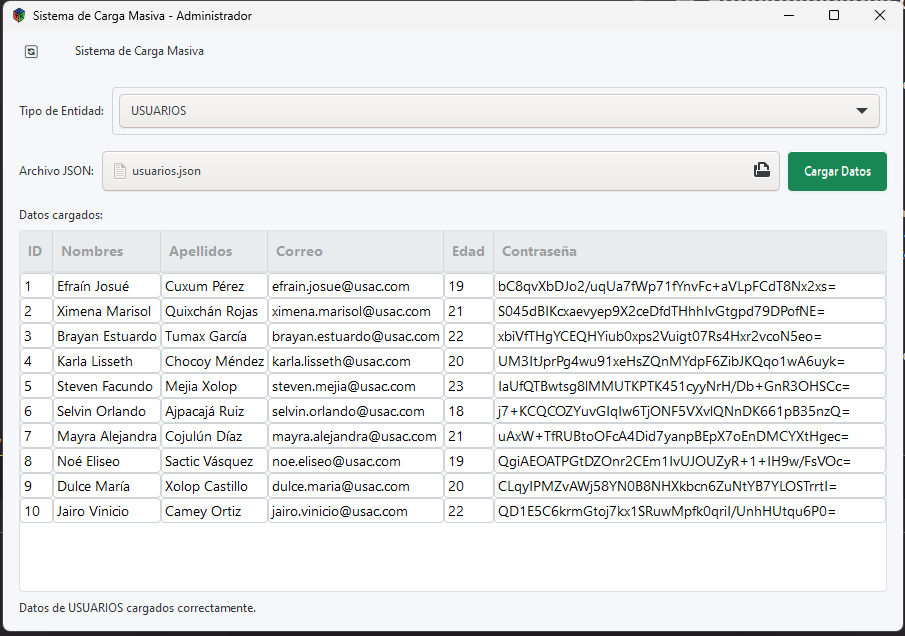 Sistema de Carga Masiva - Administrador
Sistema de Carga Masiva
Tipo de Entidad: USUARIOS
Archivo JSON: usuarios.json Cargar Datos
Datos cargados:
ID Nombres Apellidos Correo Edad Contraseña
1 Efraín Josué Cuxum Pérez efrain.josue@usac.com 19 bC8qvXbDJo2/uqUa7fWp71fYnvFc+aVLpFCdT8Nx2xs=
2 Ximena Marisol Quixchán Rojas ximena.marisol@usac.com 21 S045dBIKcxaevyep9X2ceDfdTHhhIvGtgpd79DPofNE=
3 Brayan Estuardo Tumax García brayan.estuardo@usac.com 22 xbiVfTHgYCEQHYiub0xps2Vuigt07Rs4Hxr2vcoN5eo=
4 Karla Lisseth Chocoy Méndez karla.lisseth@usac.com 20 UM3ItJprPg4wu91xeHsZQnMYdpF6ZibJKQqo1wA6uyk=
5 Steven Facundo Mejia Xolop steven.mejia@usac.com 23 IaUfQTBwtsg8IMMUTKPTK451cyyNrH/Db+GnR3OHSCc=
6 Selvin Orlando Ajpacajá Ruiz selvin.orlando@usac.com 18 j7+KCQCOZYuvGIqIw6TjONF5VXvlQNnDK661pB35nzQ=
7 Mayra Alejandra Cojulún Díaz mayra.alejandra@usac.com 21 uAxW+TfRUBtoOFcA4Did7yanpBEpX7oEnDMCYXtHgec=
8 Noé Eliseo Sactic Vásquez noe.eliseo@usac.com 19 QgiAEOATPGtDZOnr2CEm1IvUJOUZyR+1+IH9w/FsVOc=
9 Dulce María Xolop Castillo dulce.maria@usac.com 20 CLqyIPMZvAWj58YN0B8NHXkbcn6ZuNtYB7YLOSTrrtI=
10 Jairo Vinicio Camey Ortiz jairo.vinicio@usac.com 22 QD1E5C6krmGtoj7kx1SRuwMpfk0qriI/UnhHUtqu6P0=
Datos de USUARIOS cargados correctamente.